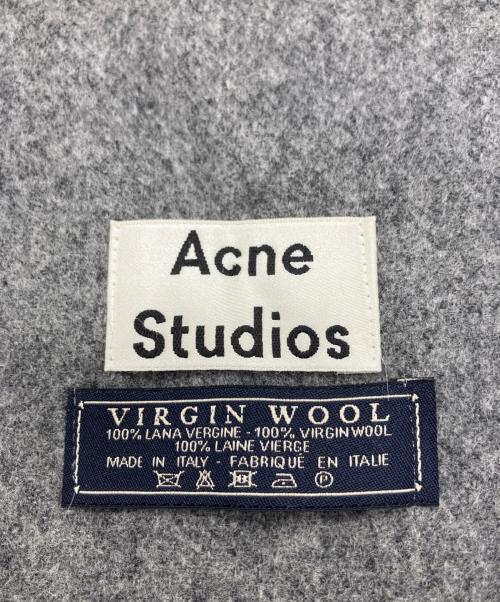 Acne
Studios
VIRGIN WOOL
100% LANA VERGINE - 100% VIRGIN WOOL
100% LAINE VIERGE
MADE IN ITALY - FABRIQUÉ EN ITALIE
P